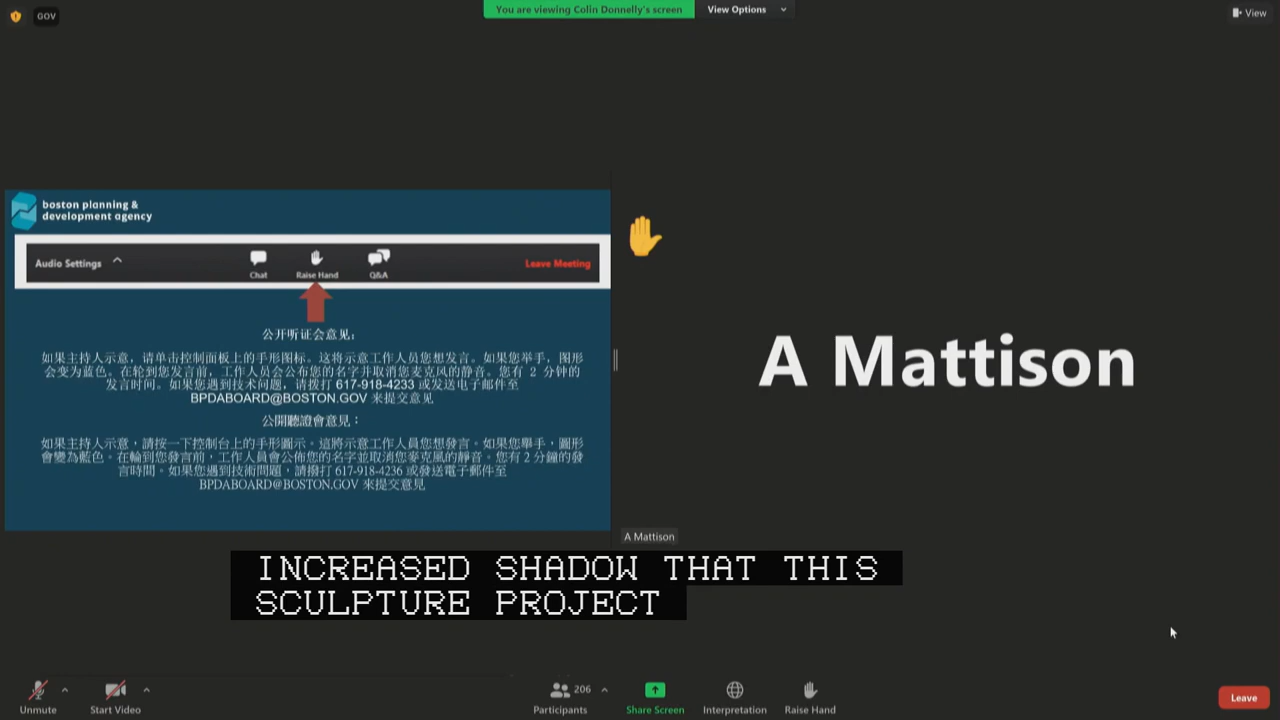 GOV
You are viewing Colin Donnelly's screen
View Options
View
boston planning &
development agency
Audio Settings
Chat
Raise Hand
Q&A
Leave Meeting
公开听证会意见:
如果主持人示意，请单击控制面板上的手形图标。这将示意工作人员您想发言。如果您举手，图形
会变为蓝色。在轮到您发言前，工作人员会公布您的名字并取消您麦克风的静音。您有 2 分钟的
发言时间。如果您遇到技术问题，请拨打 617-918-4233 或发送电子邮件至
BPDABOARD@BOSTON.GOV 来提交意见
公開聽證會意見：
如果主持人示意，請按一下控制台上的手形圖示。這將示意工作人員您想發言。如果您舉手，圖形
會變為藍色。在輪到您發言前，工作人員會公佈您的名字並取消您麥克風的靜音。您有 2 分鐘的發
言時間。如果您遇到技術問題，請撥打 617-918-4236 或發送電子郵件至
BPDABOARD@BOSTON.GOV 來提交意見
A Mattison
A Mattison
INCREASED SHADOW THAT THIS
SCULPTURE PROJECT
Unmute
Start Video
206
Participants
Share Screen
Interpretation
Raise Hand
Leave